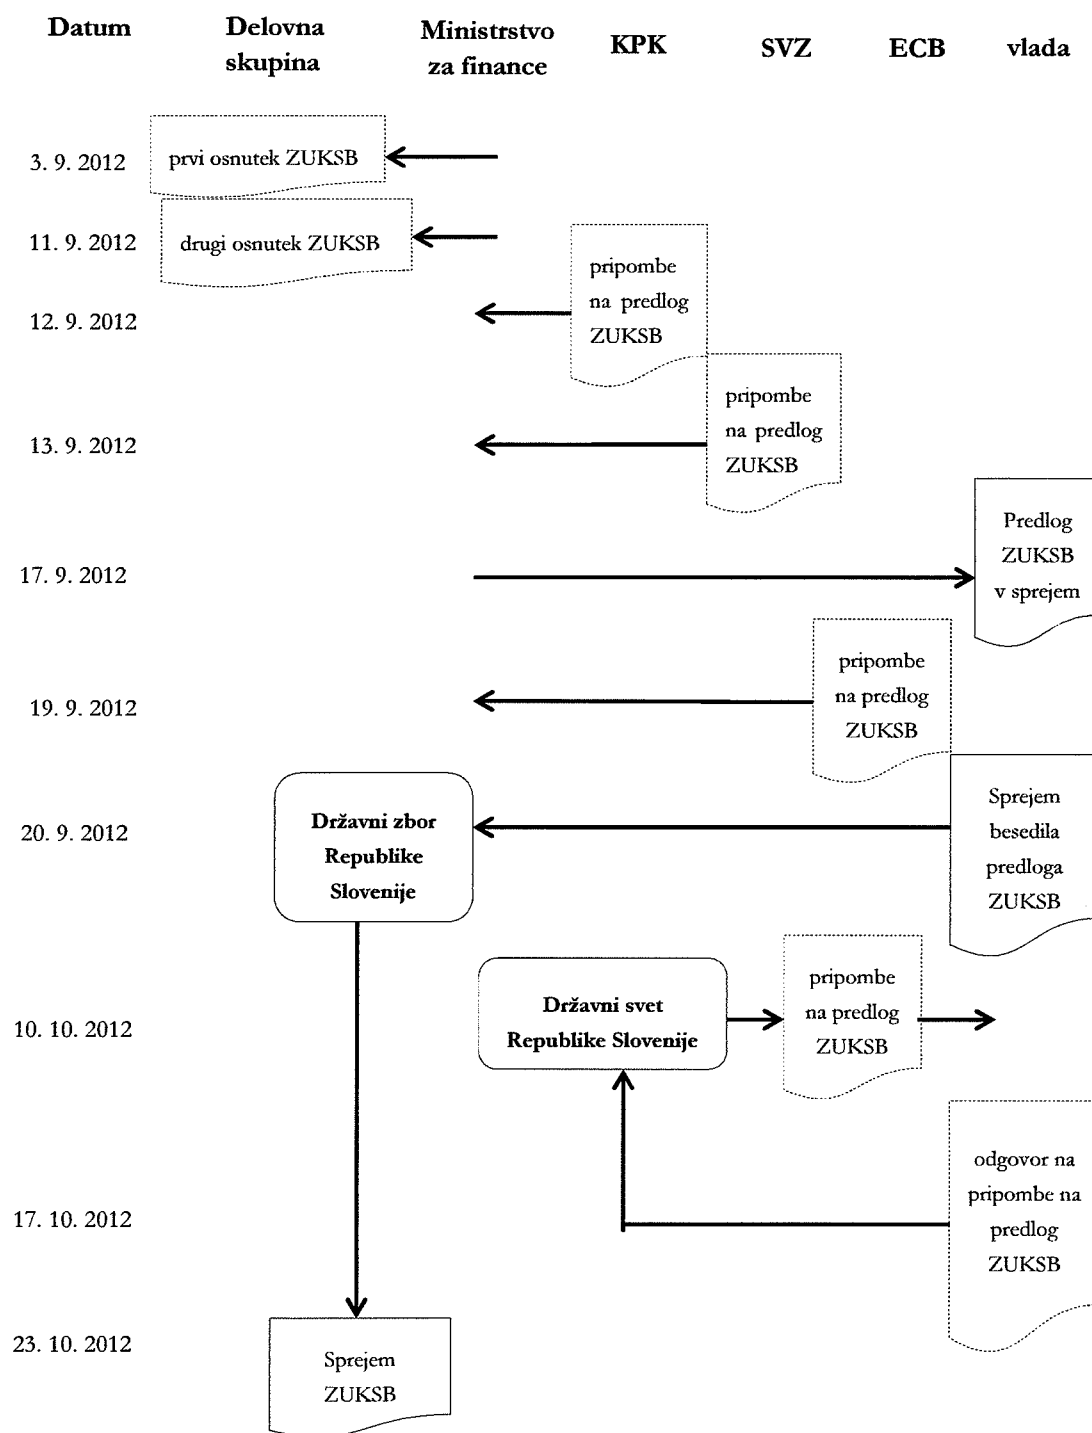 Datum
Delovna
skupina
Ministrstvo
za finance
KPK
SVZ
ECB
vlada
3. 9. 2012
prvi osnutek ZUKSB
11. 9. 2012
drugi osnutek ZUKSB
12. 9. 2012
pripombe
na predlog
ZUKSB
13. 9. 2012
pripombe
na predlog
ZUKSB
17. 9. 2012
Predlog
ZUKSB
v sprejem
19. 9. 2012
pripombe
na predlog
ZUKSB
20. 9. 2012
Državni zbor
Republike
Slovenije
Sprejem
besedila
predloga
ZUKSB
10. 10. 2012
Državni svet
Republike Slovenije
pripombe
na predlog
ZUKSB
17. 10. 2012
odgovor na
pripombe na
predlog
ZUKSB
23. 10. 2012
Sprejem
ZUKSB